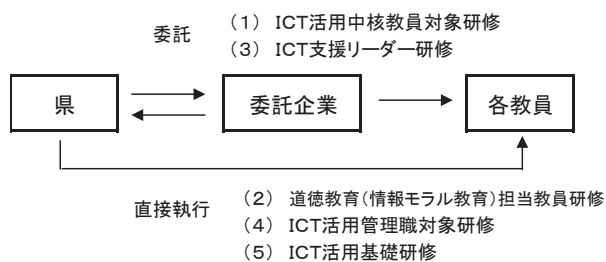 委託
(1) ICT活用中核教員対象研修
(3) ICT支援リーダー研修
県
委託企業
各教員
直接執行
(2) 道徳教育(情報モラル教育)担当教員研修
(4) ICT活用管理職対象研修
(5) ICT活用基礎研修